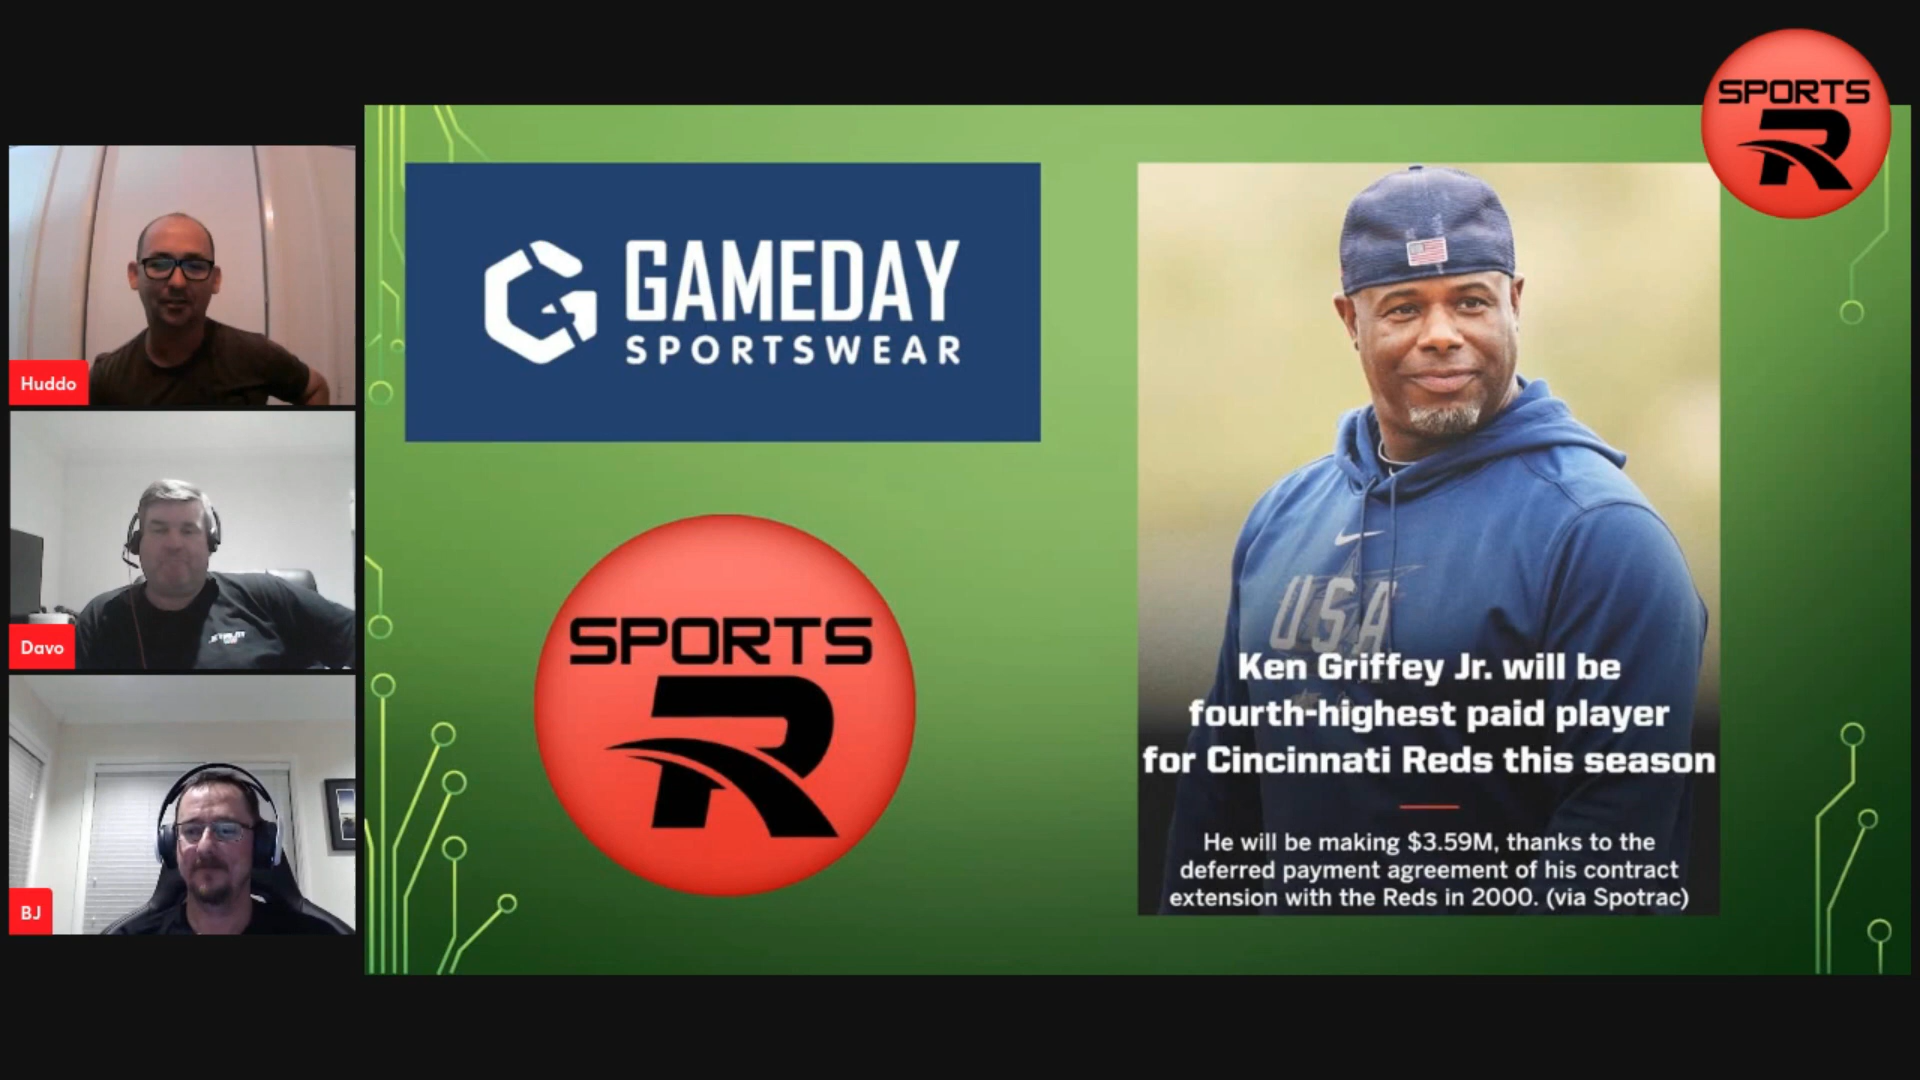 SPORTS
R
Huddo
Davo
BJ
G GAMEDAY
SPORTSWEAR
SPORTS
R
USA
Ken Griffey Jr. will be
fourth-highest paid player
for Cincinnati Reds this season
He will be making $3.59M, thanks to the
deferred payment agreement of his contract
extension with the Reds in 2000. (via Spotrac)